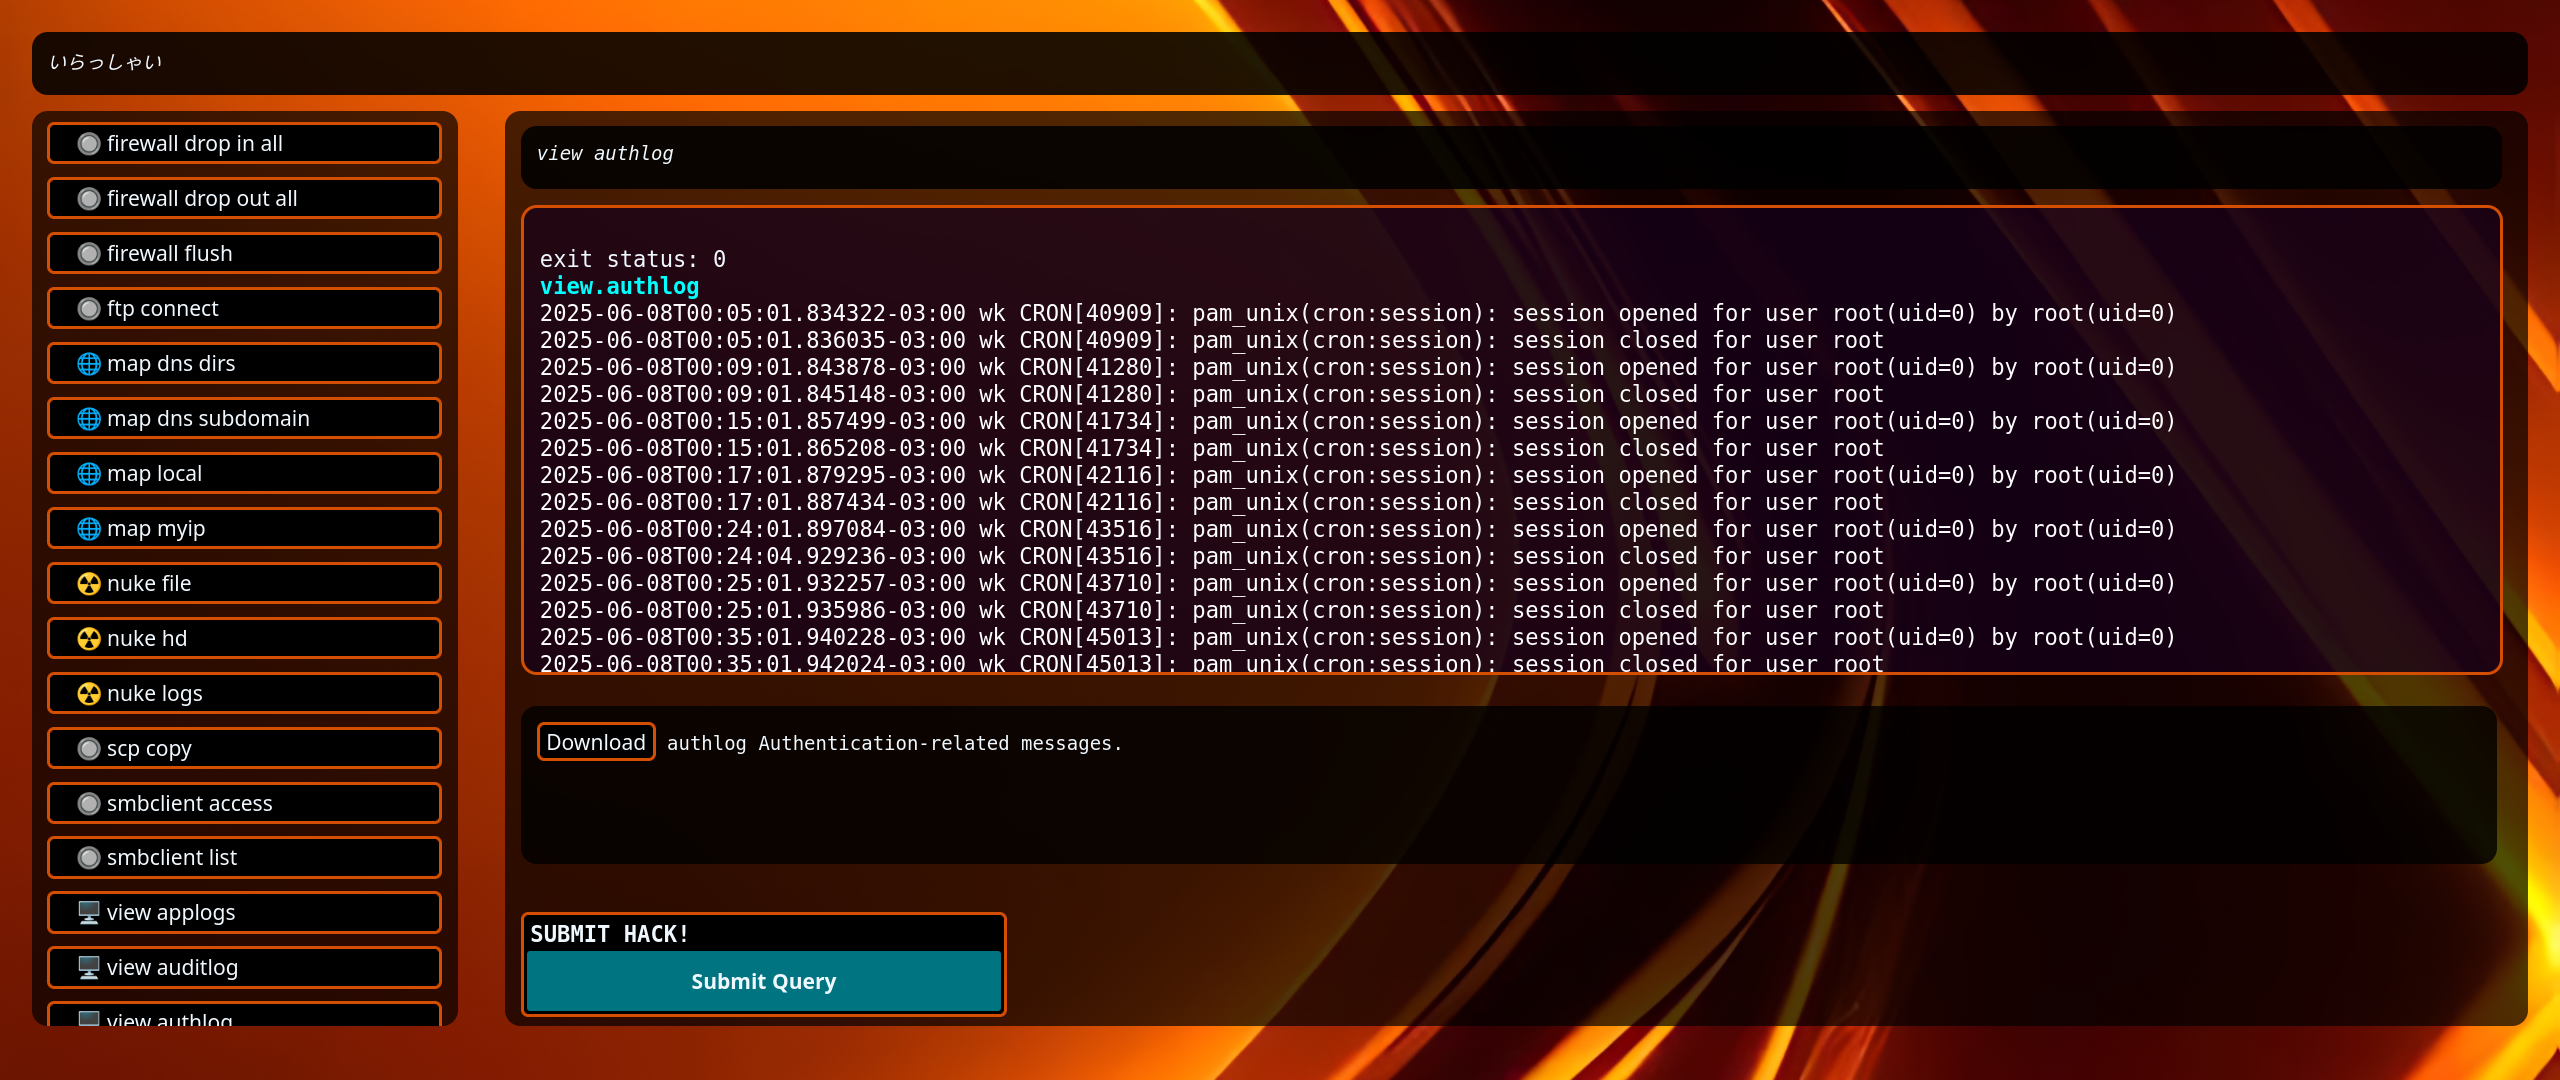 いらっしゃい
firewall drop in all
firewall drop out all
firewall flush
ftp connect
map dns dirs
map dns subdomain
map local
map myip
nuke file
nuke hd
nuke logs
scp copy
smbclient access
smbclient list
view applogs
view auditlog
view authlog
view authlog
exit status: 0
view.authlog
2025-06-08T00:05:01.834322-03:00 wk CRON[40909]: pam_unix(cron:session): session opened for user root(uid=0) by root(uid=0)
2025-06-08T00:05:01.836035-03:00 wk CRON[40909]: pam_unix(cron:session): session closed for user root
2025-06-08T00:09:01.843878-03:00 wk CRON[41280]: pam_unix(cron:session): session opened for user root(uid=0) by root(uid=0)
2025-06-08T00:09:01.845148-03:00 wk CRON[41280]: pam_unix(cron:session): session closed for user root
2025-06-08T00:15:01.857499-03:00 wk CRON[41734]: pam_unix(cron:session): session opened for user root(uid=0) by root(uid=0)
2025-06-08T00:15:01.865208-03:00 wk CRON[41734]: pam_unix(cron:session): session closed for user root
2025-06-08T00:17:01.879295-03:00 wk CRON[42116]: pam_unix(cron:session): session opened for user root(uid=0) by root(uid=0)
2025-06-08T00:17:01.887434-03:00 wk CRON[42116]: pam_unix(cron:session): session closed for user root
2025-06-08T00:24:01.897084-03:00 wk CRON[43516]: pam_unix(cron:session): session opened for user root(uid=0) by root(uid=0)
2025-06-08T00:24:04.929236-03:00 wk CRON[43516]: pam_unix(cron:session): session closed for user root
2025-06-08T00:25:01.932257-03:00 wk CRON[43710]: pam_unix(cron:session): session opened for user root(uid=0) by root(uid=0)
2025-06-08T00:25:01.935986-03:00 wk CRON[43710]: pam_unix(cron:session): session closed for user root
2025-06-08T00:35:01.940228-03:00 wk CRON[45013]: pam_unix(cron:session): session opened for user root(uid=0) by root(uid=0)
2025-06-08T00:35:01.942024-03:00 wk CRON[45013]: pam_unix(cron:session): session closed for user root
Download authlog Authentication-related messages.
SUBMIT HACK!
Submit Query